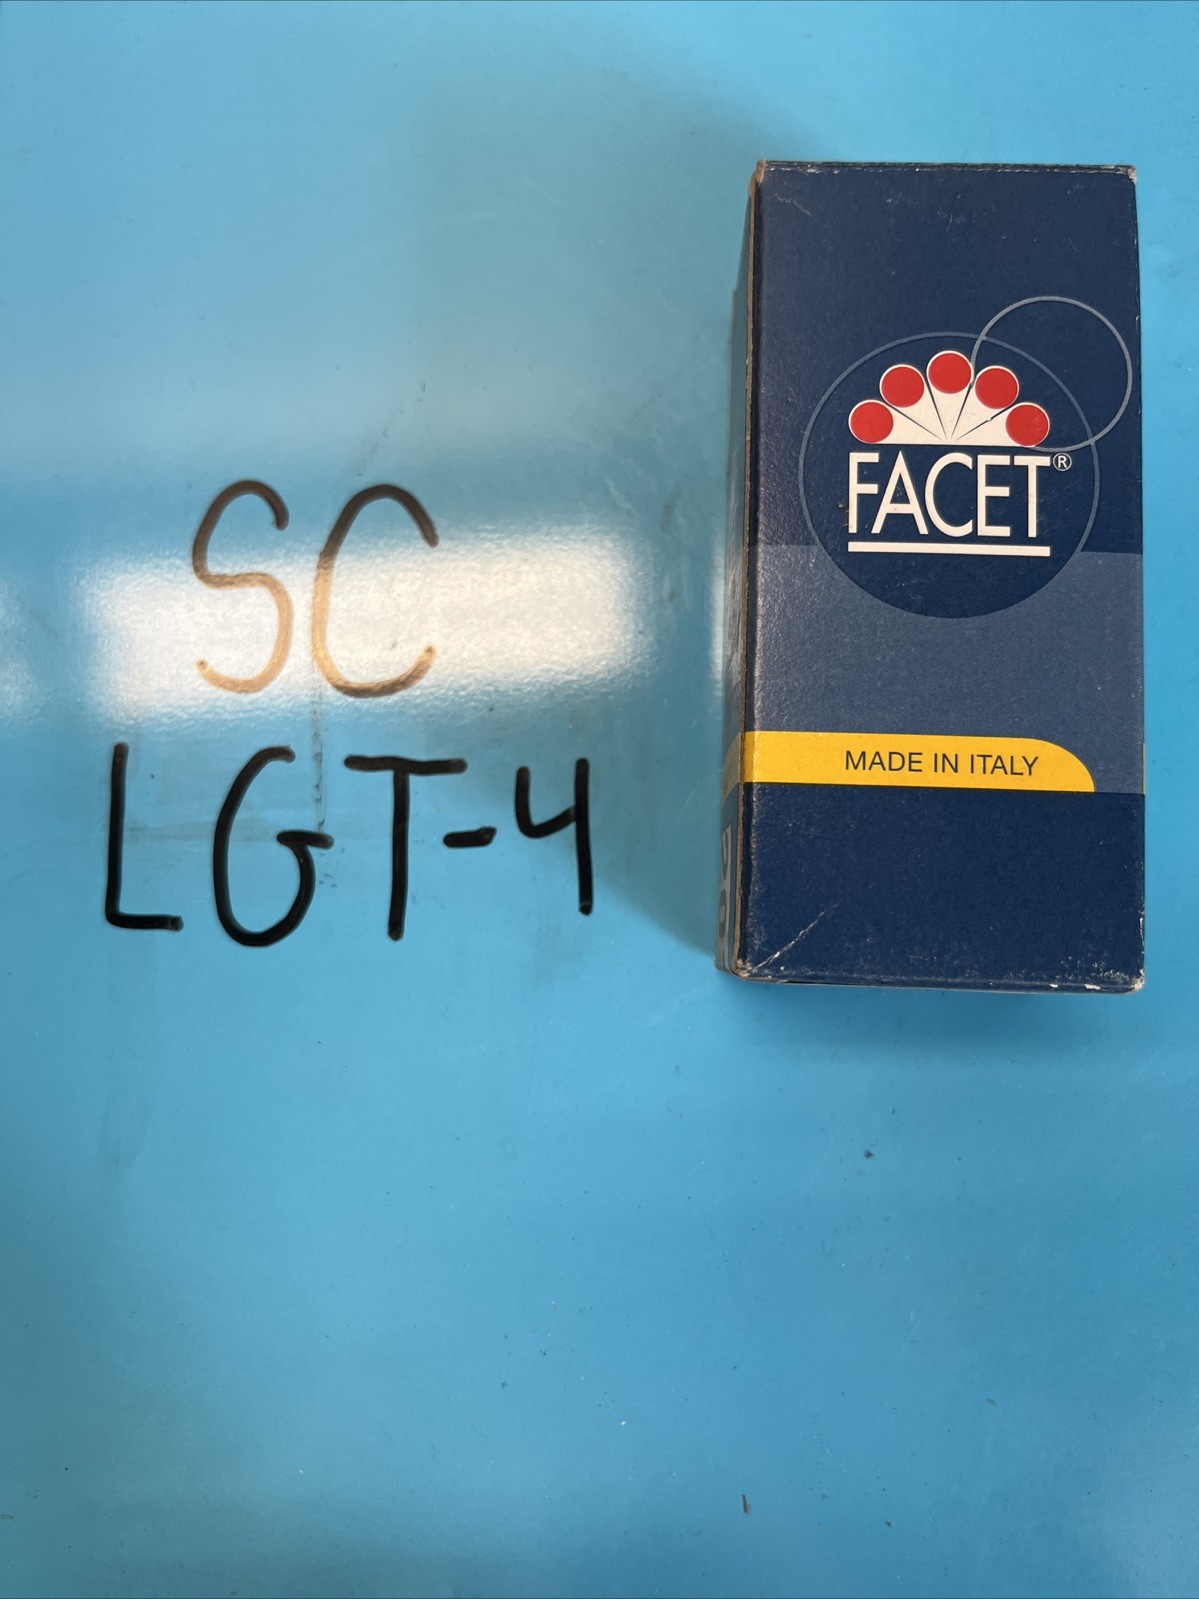 SC
LGT-4
FACET®
MADE IN ITALY